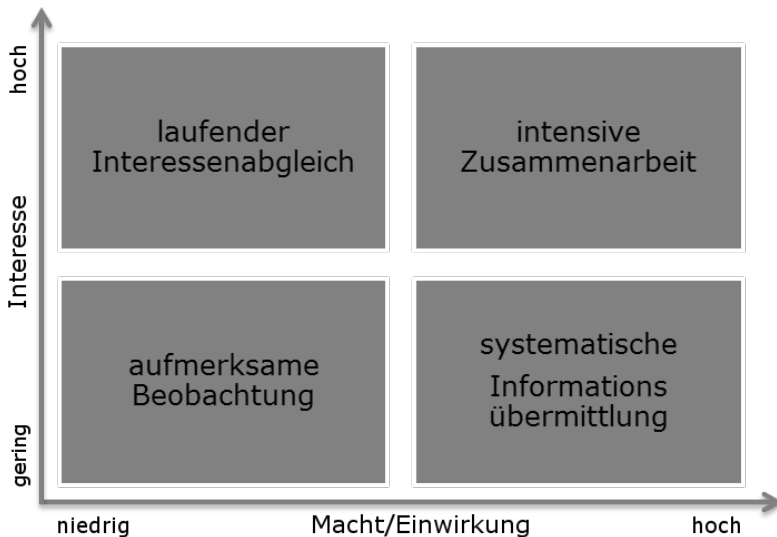 hoch
Interesse
gering
laufender
Interessenabgleich
intensive
Zusammenarbeit
aufmerksame
Beobachtung
systematische
Informations
übermittlung
niedrig
Macht/Einwirkung
hoch